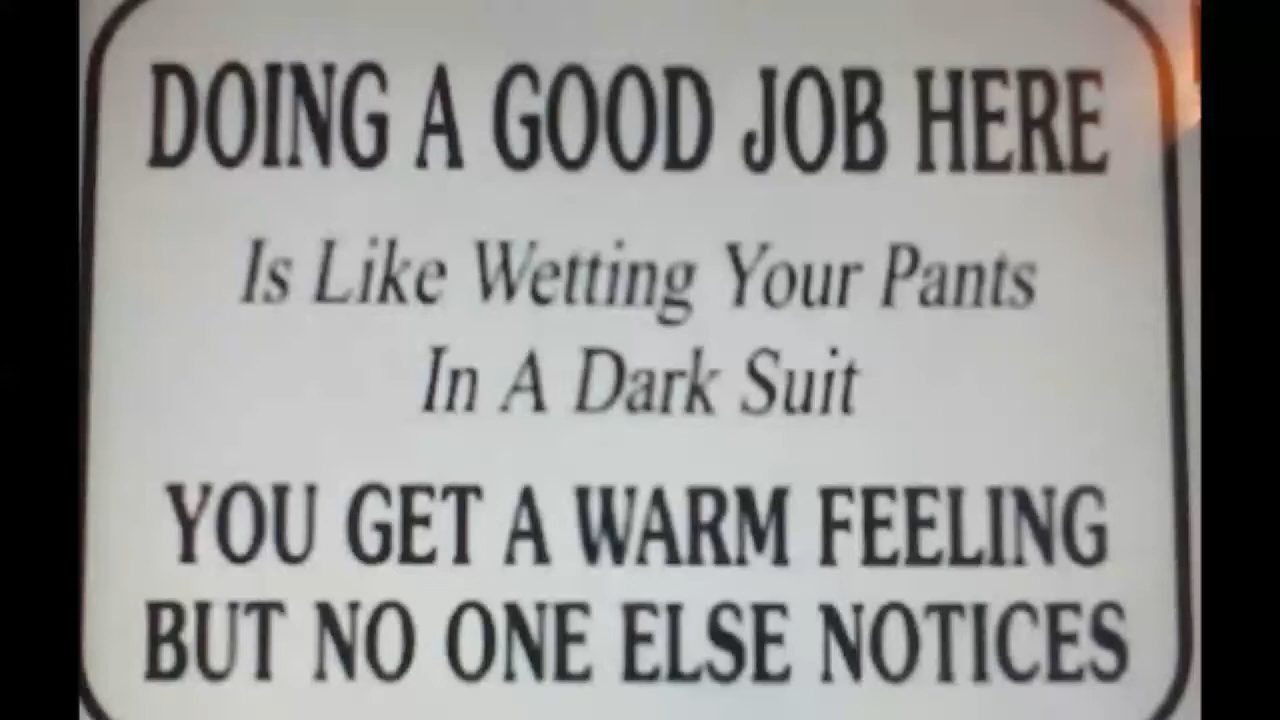 DOING A GOOD JOB HERE
Is Like Wetting Your Pants
In A Dark Suit
YOU GET A WARM FEELING
BUT NO ONE ELSE NOTICES